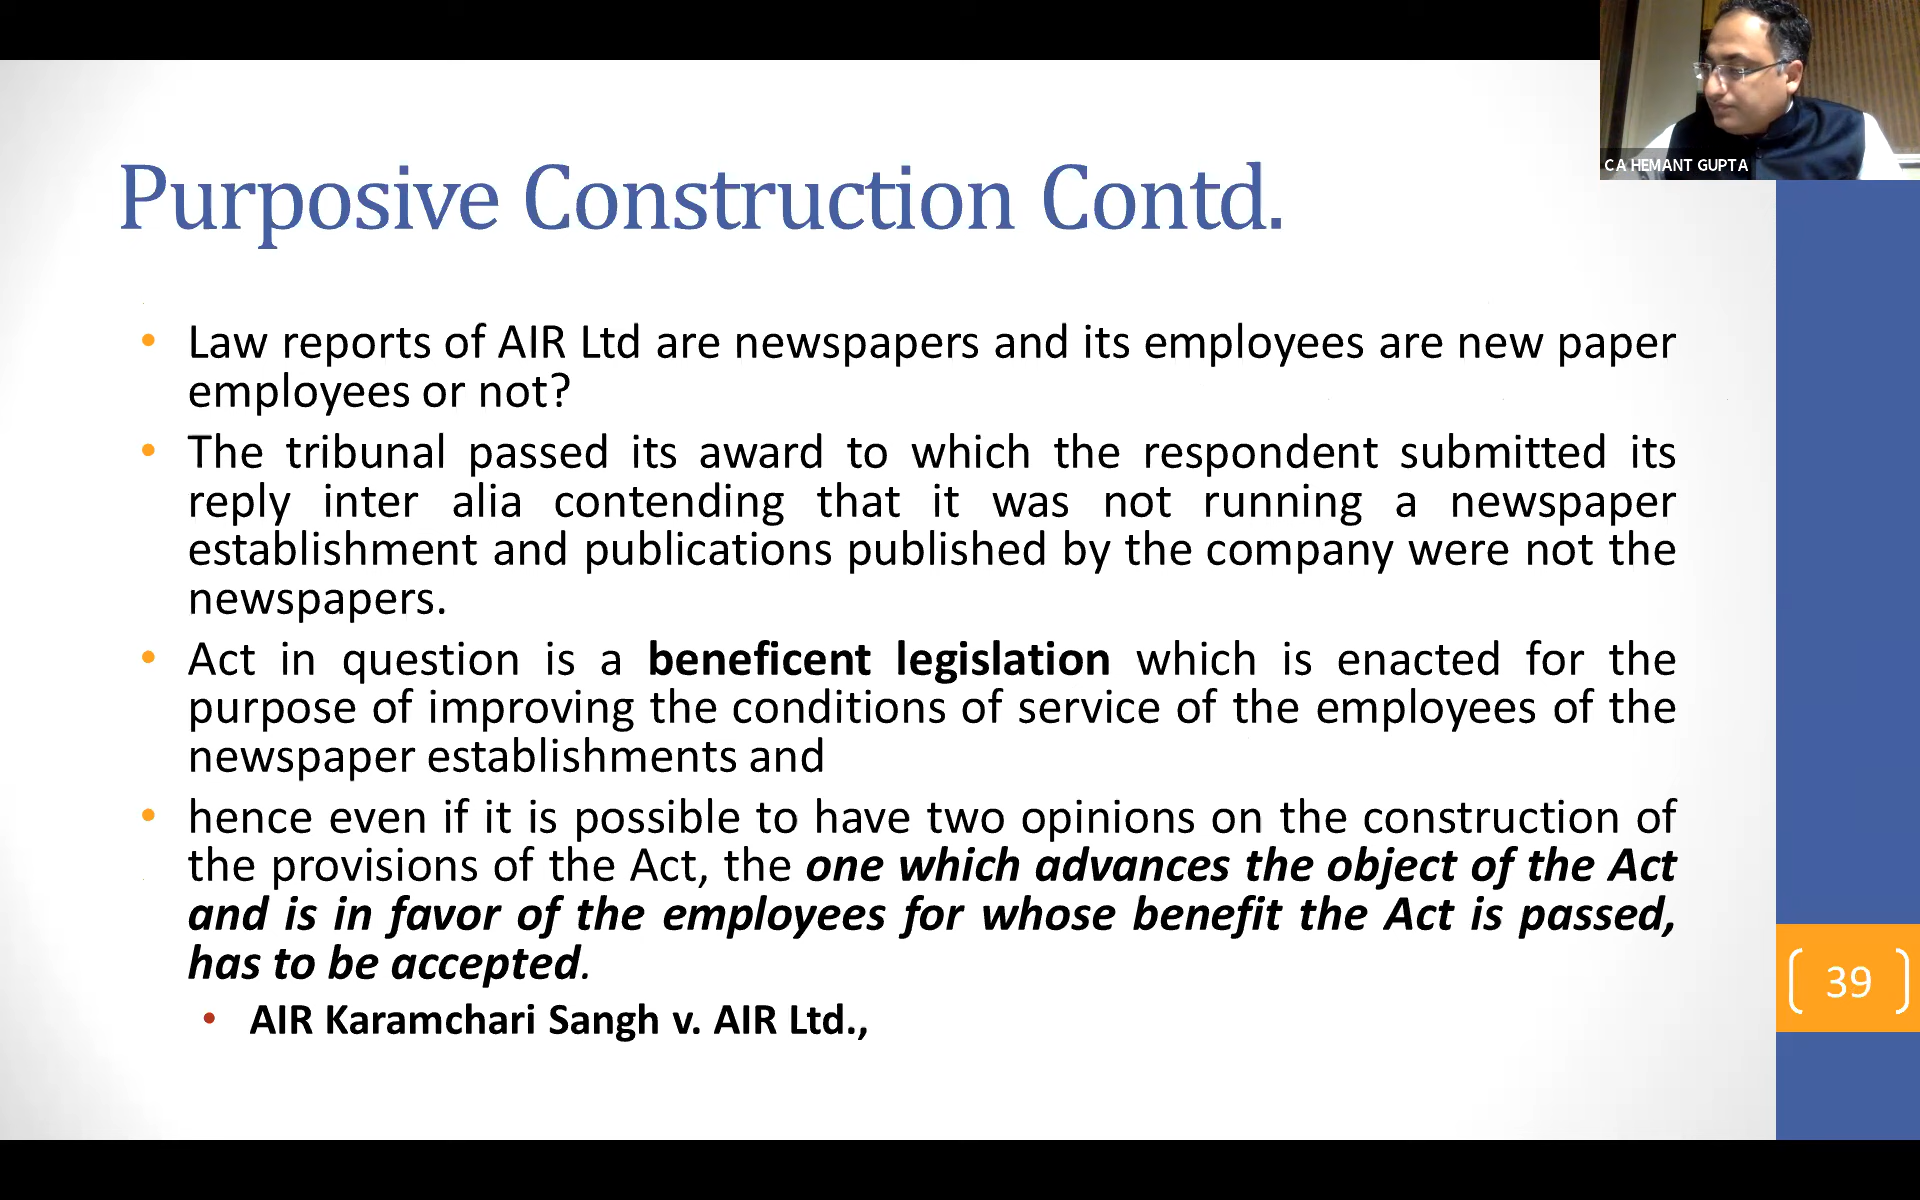 CA HEMANT GUPTA
Purposive Construction Contd.
• Law reports of AIR Ltd are newspapers and its employees are new paper
employees or not?
• The tribunal passed its award to which the respondent submitted its
reply inter alia contending that it was not running a newspaper
establishment and publications published by the company were not the
newspapers.
• Act in question is a beneficent legislation which is enacted for the
purpose of improving the conditions of service of the employees of the
newspaper establishments and
• hence even if it is possible to have two opinions on the construction of
the provisions of the Act, the one which advances the object of the Act
and is in favor of the employees for whose benefit the Act is passed,
has to be accepted.
• AIR Karamchari Sangh v. AIR Ltd.,
39